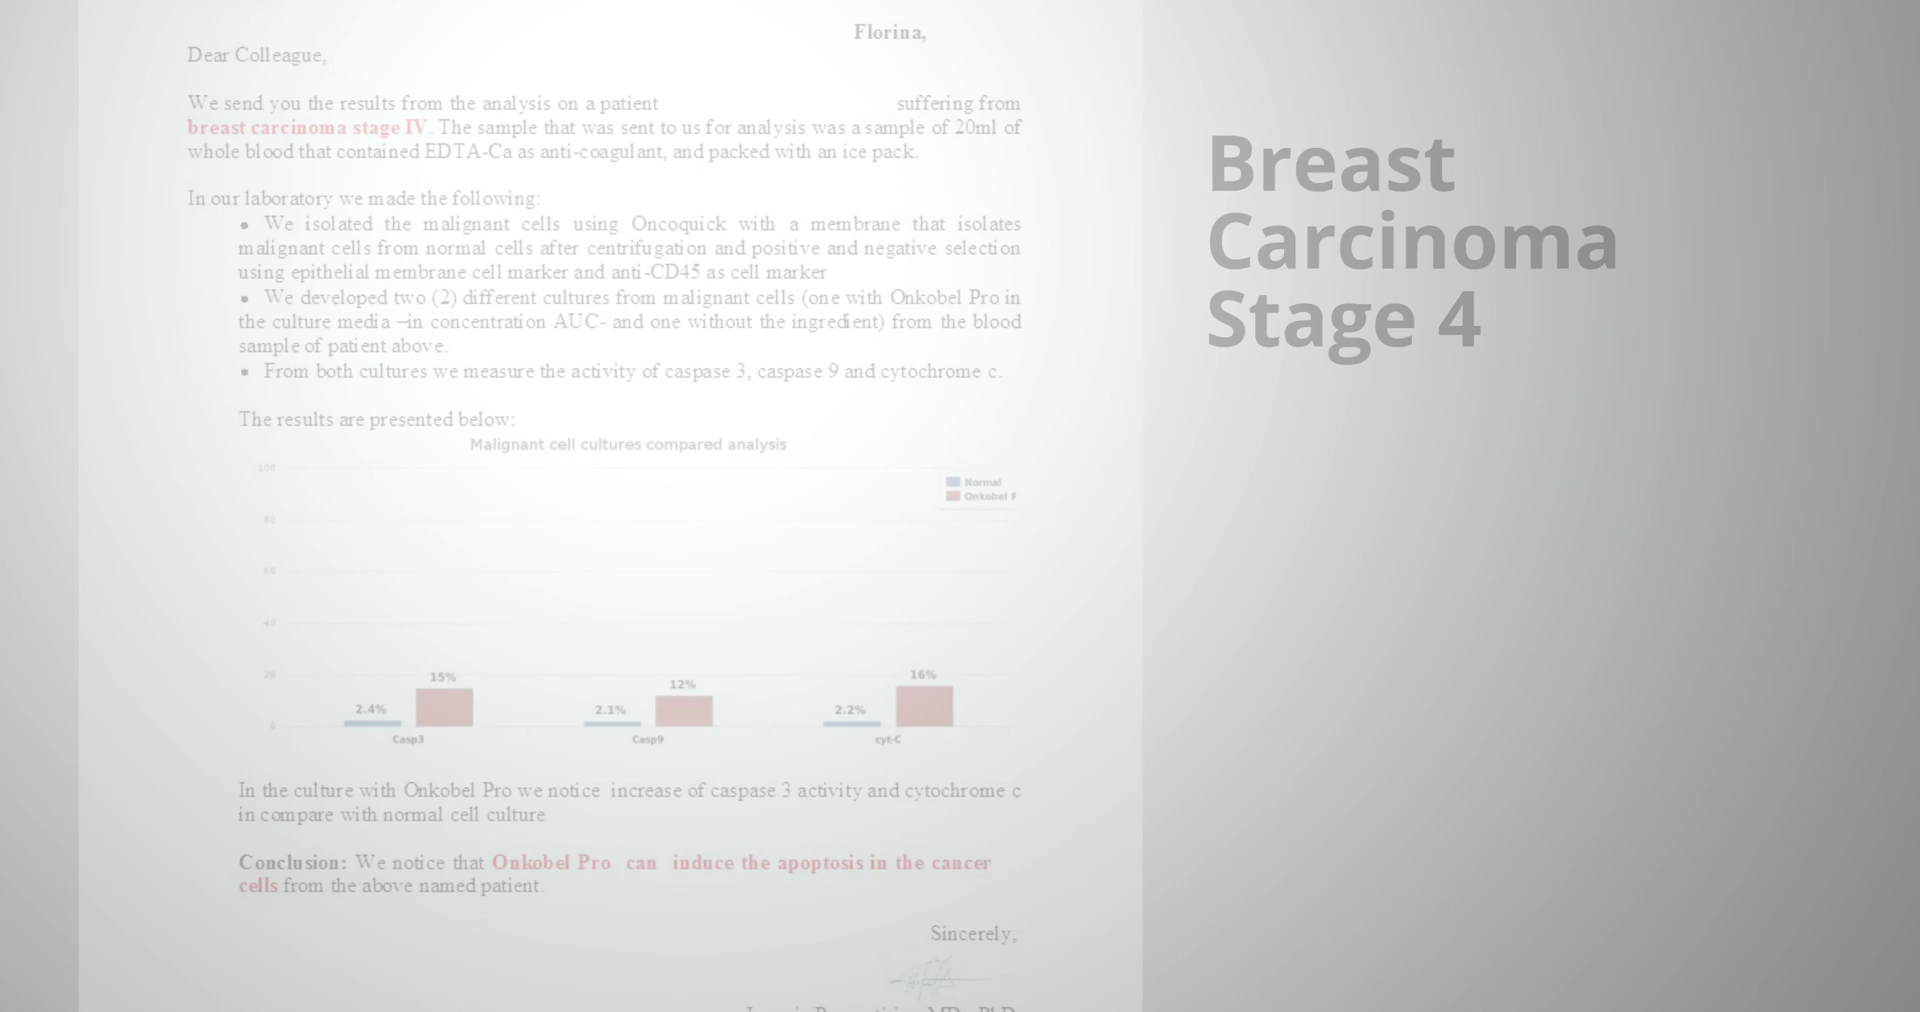 Florina,
Dear Colleague,
We send you the results from the analysis on a patient suffering from
breast carcinoma stage IV. The sample that was sent to us for analysis was a sample of 20ml of
whole blood that contained EDTA-Ca as anti-coagulant, and packed with an ice pack.
In our laboratory we made the following:
• We isolated the malignant cells using Oncoquick with a membrane that isolates
malignant cells from normal cells after centrifugation and positive and negative selection
using epithelial membrane cell marker and anti-CD45 as cell marker
• We developed two (2) different cultures from malignant cells (one with Onkobel Pro in
the culture media –in concentration AUC- and one without the ingredient) from the blood
sample of patient above.
• From both cultures we measure the activity of caspase 3, caspase 9 and cytochrome c.
The results are presented below:
Malignant cell cultures compared analysis
100
80
60
40
20
0
Normal
Onkobel P
2.4%
15%
2.1%
12%
2.2%
16%
Casp3
Casp9
cyt-C
In the culture with Onkobel Pro we notice increase of caspase 3 activity and cytochrome c
in compare with normal cell culture
Conclusion: We notice that Onkobel Pro can induce the apoptosis in the cancer
cells from the above named patient.
Sincerely,
MD, PhD
Breast
Carcinoma
Stage 4